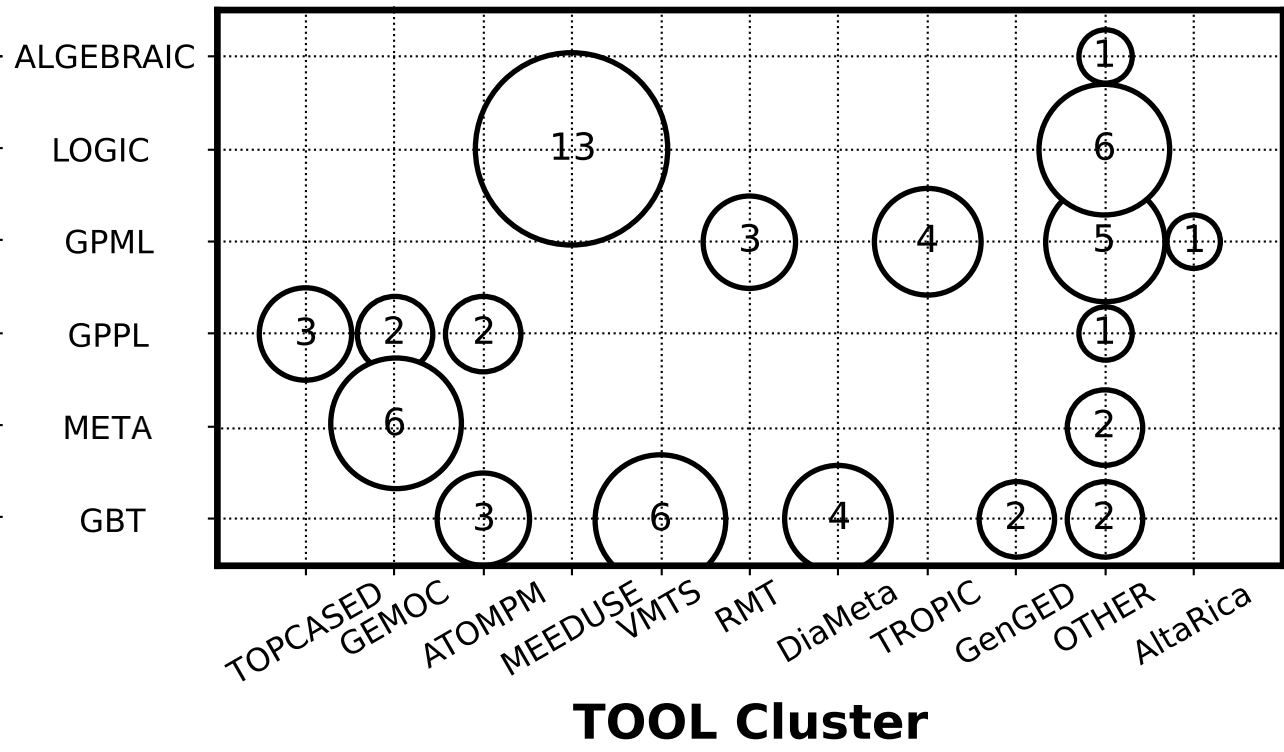 ALGEBRAIC 1
LOGIC 13 6
GPML 3 4 5 1
GPPL 3 2 2 1
META 6 2
GBT 3 6 4 2 2
TOPCASED GEMOC ATOMPM MEEDUSE VMTS RMT DiaMeta TROPIC GenGED OTHER AltaRica
TOOL Cluster